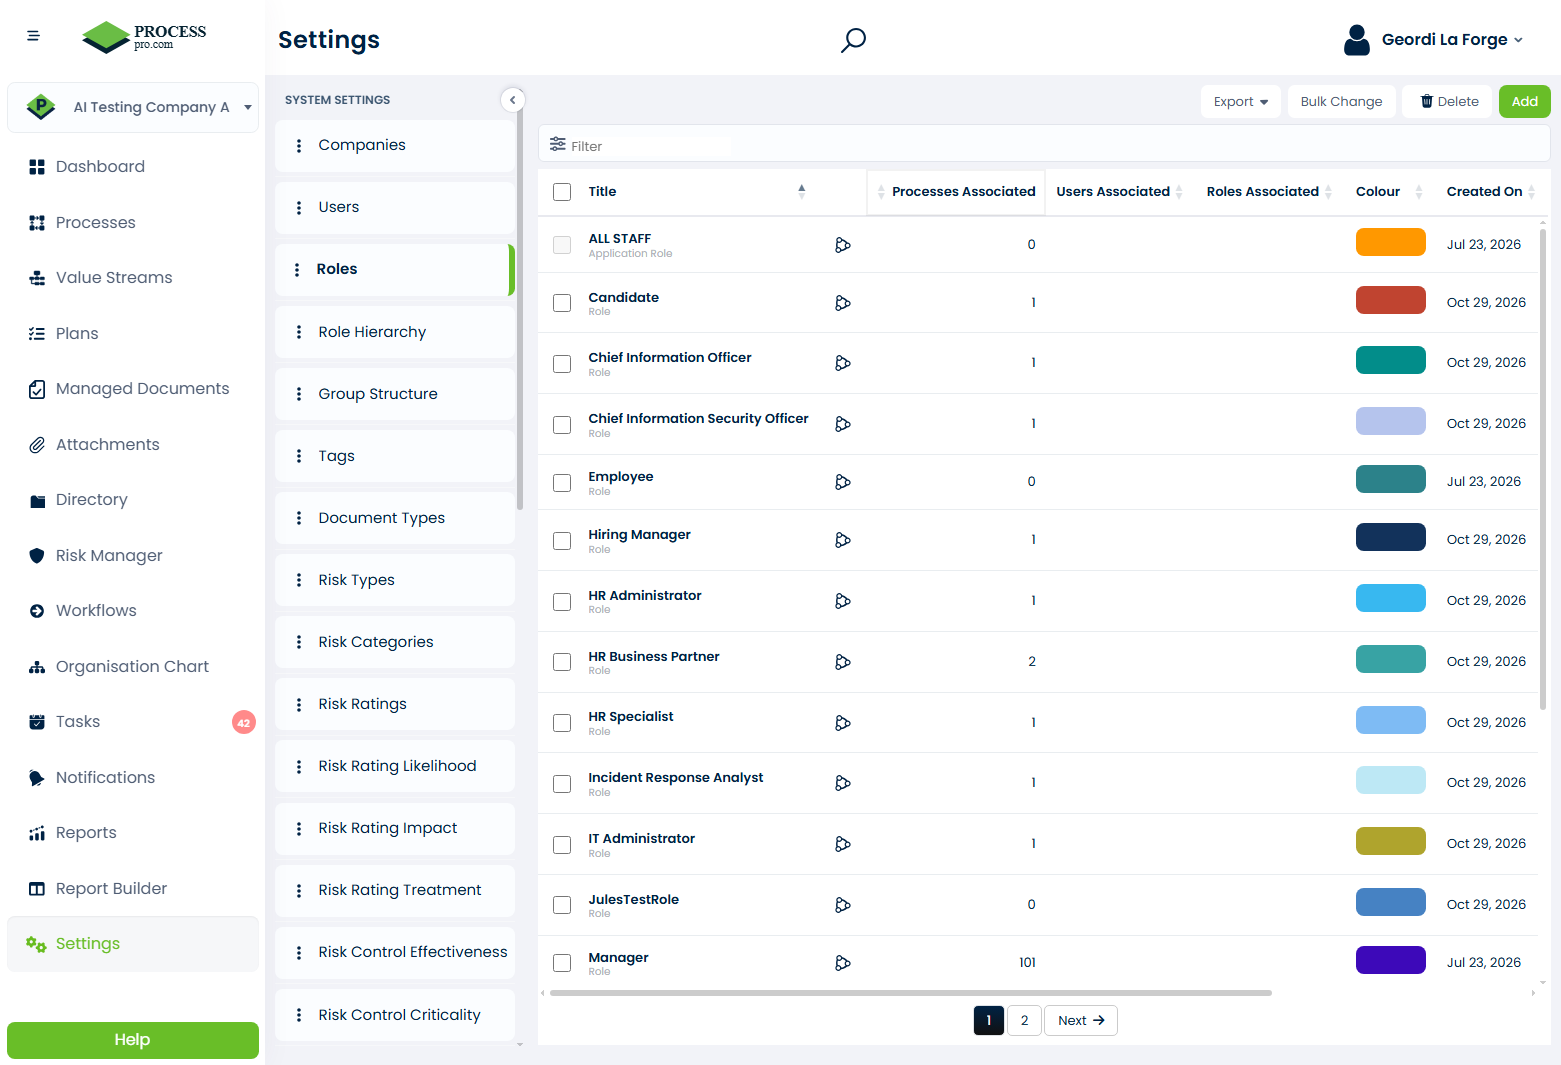 PROCESS
pro.com
Settings
Geordi La Forge
AI Testing Company A
Dashboard
Processes
Value Streams
Plans
Managed Documents
Attachments
Directory
Risk Manager
Workflows
Organisation Chart
Tasks
42
Notifications
Reports
Report Builder
Settings
Help
SYSTEM SETTINGS
Companies
Users
Roles
Role Hierarchy
Group Structure
Tags
Document Types
Risk Types
Risk Categories
Risk Ratings
Risk Rating Likelihood
Risk Rating Impact
Risk Rating Treatment
Risk Control Effectiveness
Risk Control Criticality
Export Bulk Change Delete Add
Filter
Title Processes Associated Users Associated Roles Associated Colour Created On
ALL STAFF
Application Role
0 Jul 23, 2026
Candidate
Role
1 Oct 29, 2026
Chief Information Officer
Role
1 Oct 29, 2026
Chief Information Security Officer
Role
1 Oct 29, 2026
Employee
Role
0 Jul 23, 2026
Hiring Manager
Role
1 Oct 29, 2026
HR Administrator
Role
1 Oct 29, 2026
HR Business Partner
Role
2 Oct 29, 2026
HR Specialist
Role
1 Oct 29, 2026
Incident Response Analyst
Role
1 Oct 29, 2026
IT Administrator
Role
1 Oct 29, 2026
JulesTestRole
Role
0 Oct 29, 2026
Manager
Role
101 Jul 23, 2026
1 2 Next